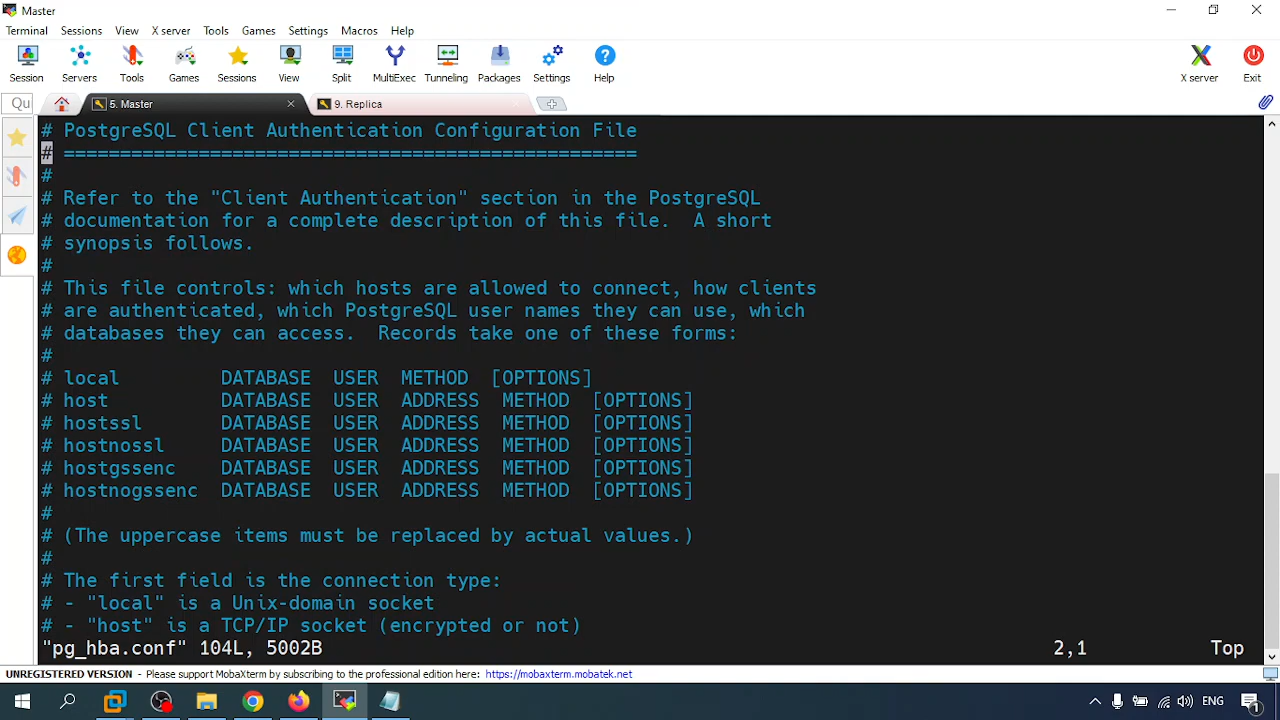 Master
Terminal Sessions View X server Tools Games Settings Macros Help
Session Servers Tools Games Sessions View Split MultiExec Tunneling Packages Settings Help X server Exit
Qu 5. Master 9. Replica
# PostgreSQL Client Authentication Configuration File
# ===================================================
#
# Refer to the "Client Authentication" section in the PostgreSQL
# documentation for a complete description of this file.  A short
# synopsis follows.
#
# This file controls: which hosts are allowed to connect, how clients
# are authenticated, which PostgreSQL user names they can use, which
# databases they can access.  Records take one of these forms:
#
# local         DATABASE  USER  METHOD  [OPTIONS]
# host          DATABASE  USER  ADDRESS  METHOD  [OPTIONS]
# hostssl       DATABASE  USER  ADDRESS  METHOD  [OPTIONS]
# hostnossl     DATABASE  USER  ADDRESS  METHOD  [OPTIONS]
# hostgssenc    DATABASE  USER  ADDRESS  METHOD  [OPTIONS]
# hostnogssenc  DATABASE  USER  ADDRESS  METHOD  [OPTIONS]
#
# (The uppercase items must be replaced by actual values.)
#
# The first field is the connection type:
# - "local" is a Unix-domain socket
# - "host" is a TCP/IP socket (encrypted or not)
"pg_hba.conf" 104L, 5002B 2,1 Top
UNREGISTERED VERSION - Please support MobaXterm by subscribing to the professional edition here: https://mobaxterm.mobatek.net
ENG 1